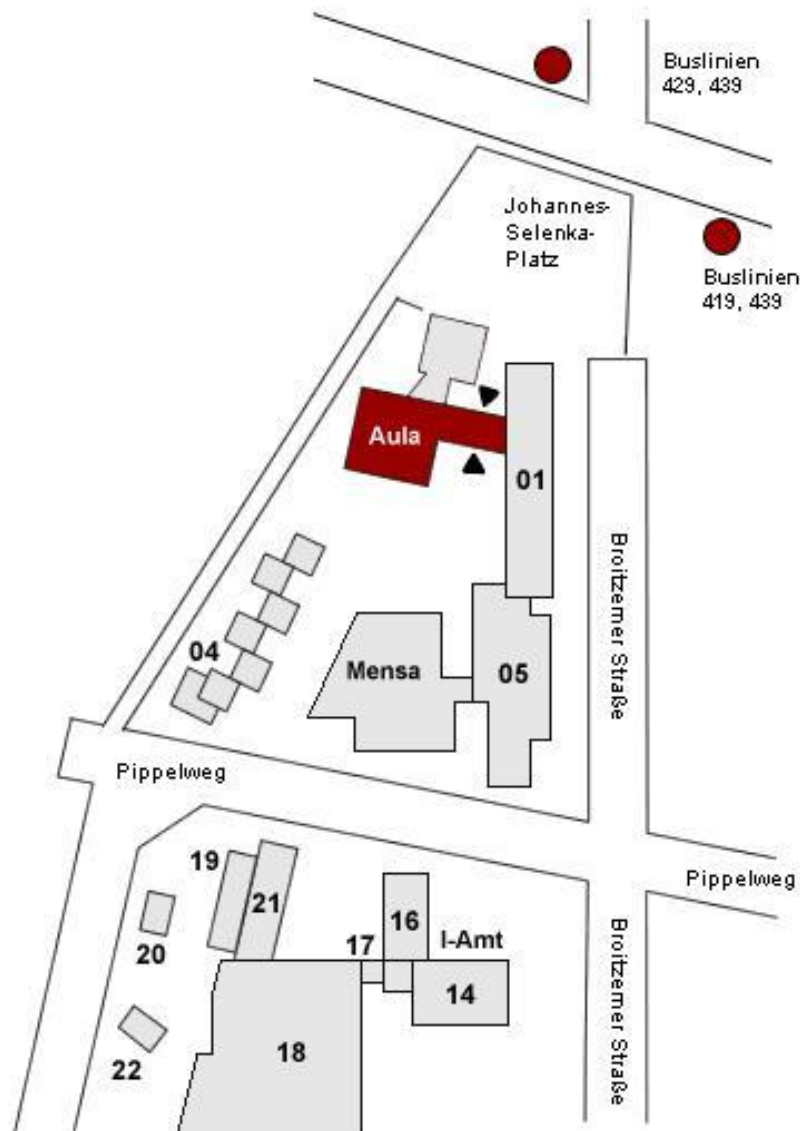 Buslinien
429, 439
Johannes-
Selenka-
Platz
Buslinien
419, 439
Aula
01
Broitzemer Straße
04
Mensa
05
Pippelweg
19
21
16
Pippelweg
20
17
I-Amt
14
18
22
Broitzemer Straße